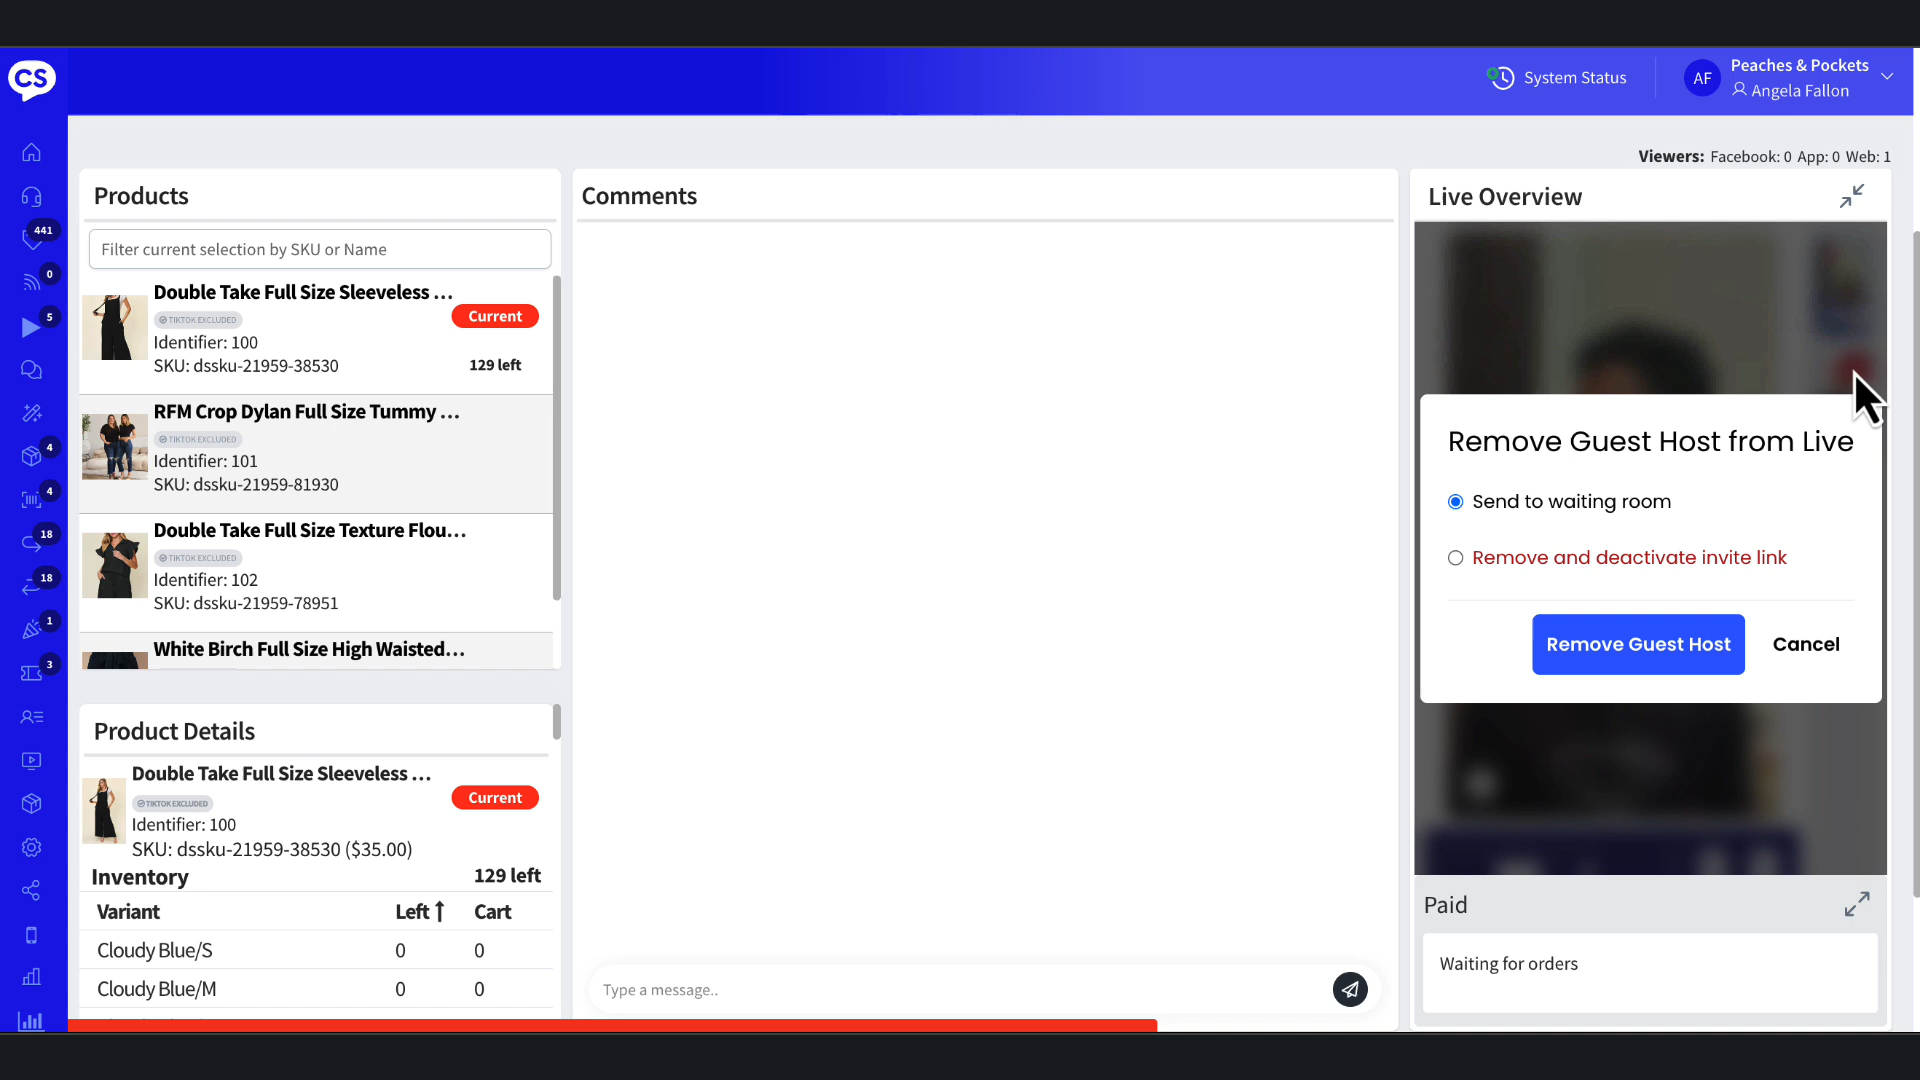 CS
System Status
AF
Peaches & Pockets
Angela Fallon
Viewers: Facebook: 0 App: 0 Web: 1
441
0
5
4
4
18
18
1
3
Products
Filter current selection by SKU or Name
Double Take Full Size Sleeveless ...
TIKTOK EXCLUDED
Current
Identifier: 100
SKU: dssku-21959-38530
129 left
RFM Crop Dylan Full Size Tummy ...
TIKTOK EXCLUDED
Identifier: 101
SKU: dssku-21959-81930
Double Take Full Size Texture Flou...
TIKTOK EXCLUDED
Identifier: 102
SKU: dssku-21959-78951
White Birch Full Size High Waisted...
Product Details
Double Take Full Size Sleeveless ...
TIKTOK EXCLUDED
Current
Identifier: 100
SKU: dssku-21959-38530 ($35.00)
Inventory 129 left
Variant Left ↑ Cart
Cloudy Blue/S 0 0
Cloudy Blue/M 0 0
Comments
Type a message..
Live Overview
Remove Guest Host from Live
Send to waiting room
Remove and deactivate invite link
Remove Guest Host Cancel
Paid
Waiting for orders